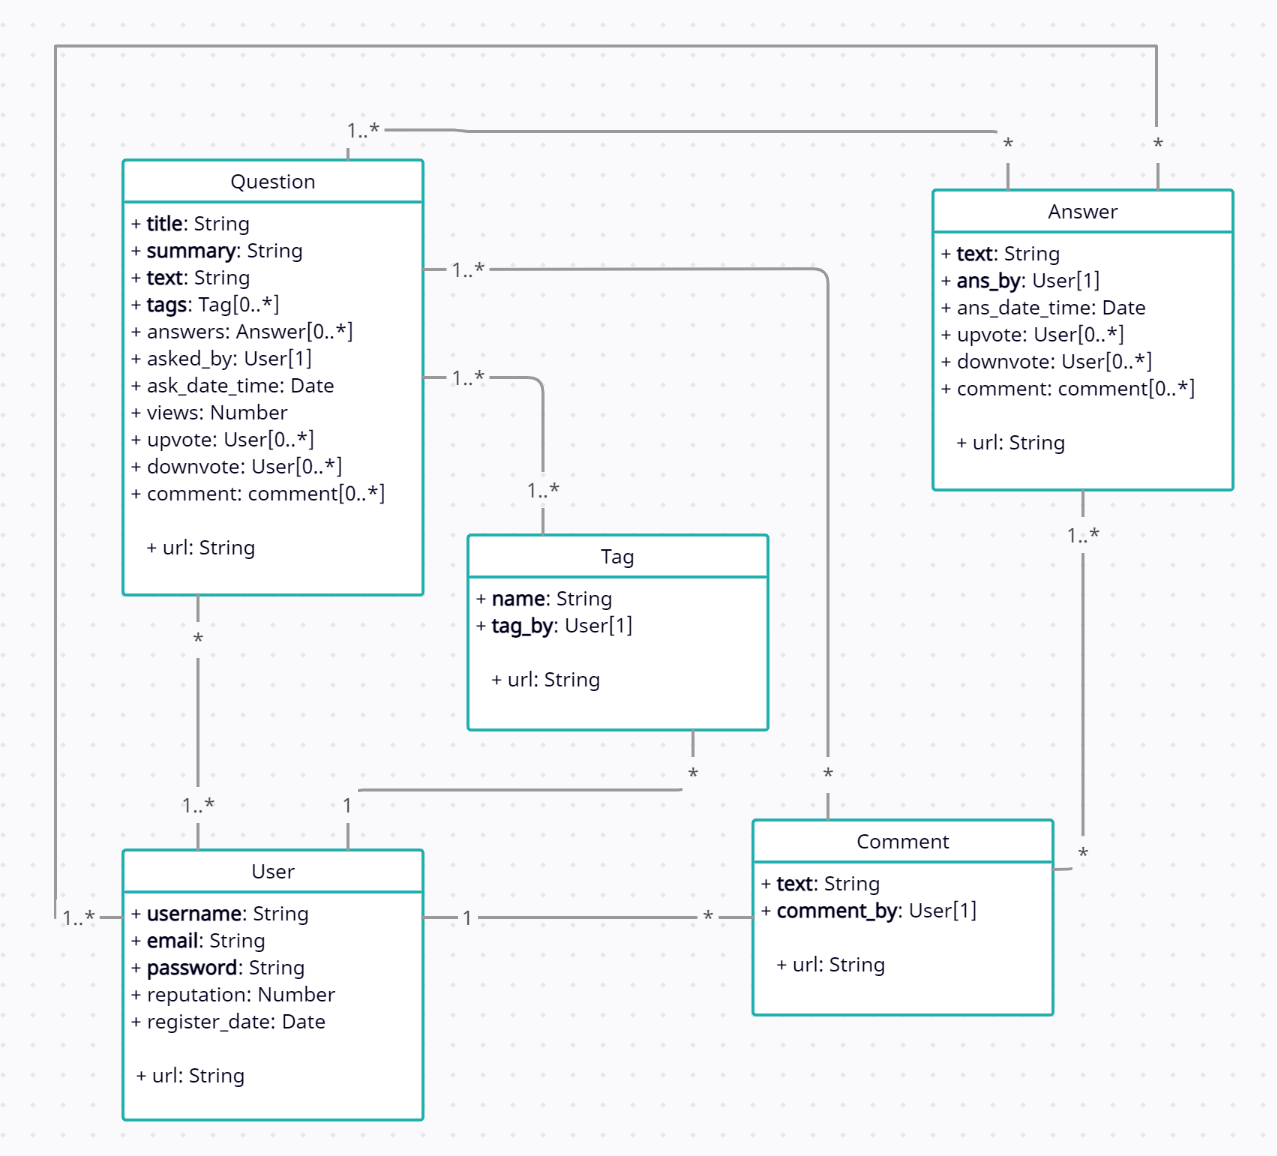 1..*
*
*
Question
+ title: String
+ summary: String
+ text: String
+ tags: Tag[0..*]
+ answers: Answer[0..*]
+ asked_by: User[1]
+ ask_date_time: Date
+ views: Number
+ upvote: User[0..*]
+ downvote: User[0..*]
+ comment: comment[0..*]
+ url: String
Answer
+ text: String
+ ans_by: User[1]
+ ans_date_time: Date
+ upvote: User[0..*]
+ downvote: User[0..*]
+ comment: comment[0..*]
+ url: String
1..*
1..*
1..*
1..*
Tag
+ name: String
+ tag_by: User[1]
+ url: String
*
*
*
1..*
1
*
User
+ username: String
+ email: String
+ password: String
+ reputation: Number
+ register_date: Date
+ url: String
1..*
1
*
Comment
+ text: String
+ comment_by: User[1]
+ url: String